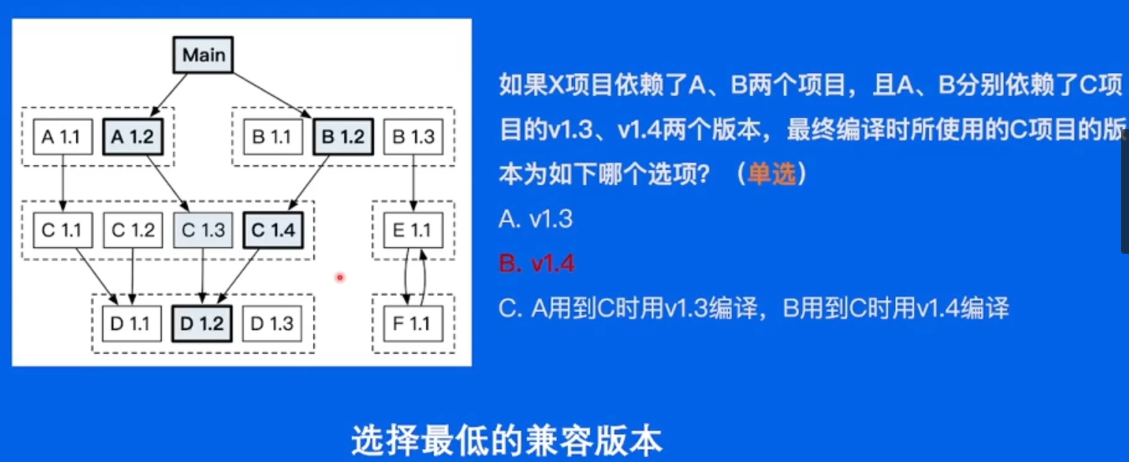 Main
A 1.1 A 1.2 B 1.1 B 1.2 B 1.3
C 1.1 C 1.2 C 1.3 C 1.4 E 1.1
D 1.1 D 1.2 D 1.3 F 1.1
如果X项目依赖了A、B两个项目，且A、B分别依赖了C项
目的v1.3、v1.4两个版本，最终编译时所使用的C项目的版
本为如下哪个选项？（单选）
A. v1.3
B. v1.4
C. A用到C时用v1.3编译，B用到C时用v1.4编译
选择最低的兼容版本